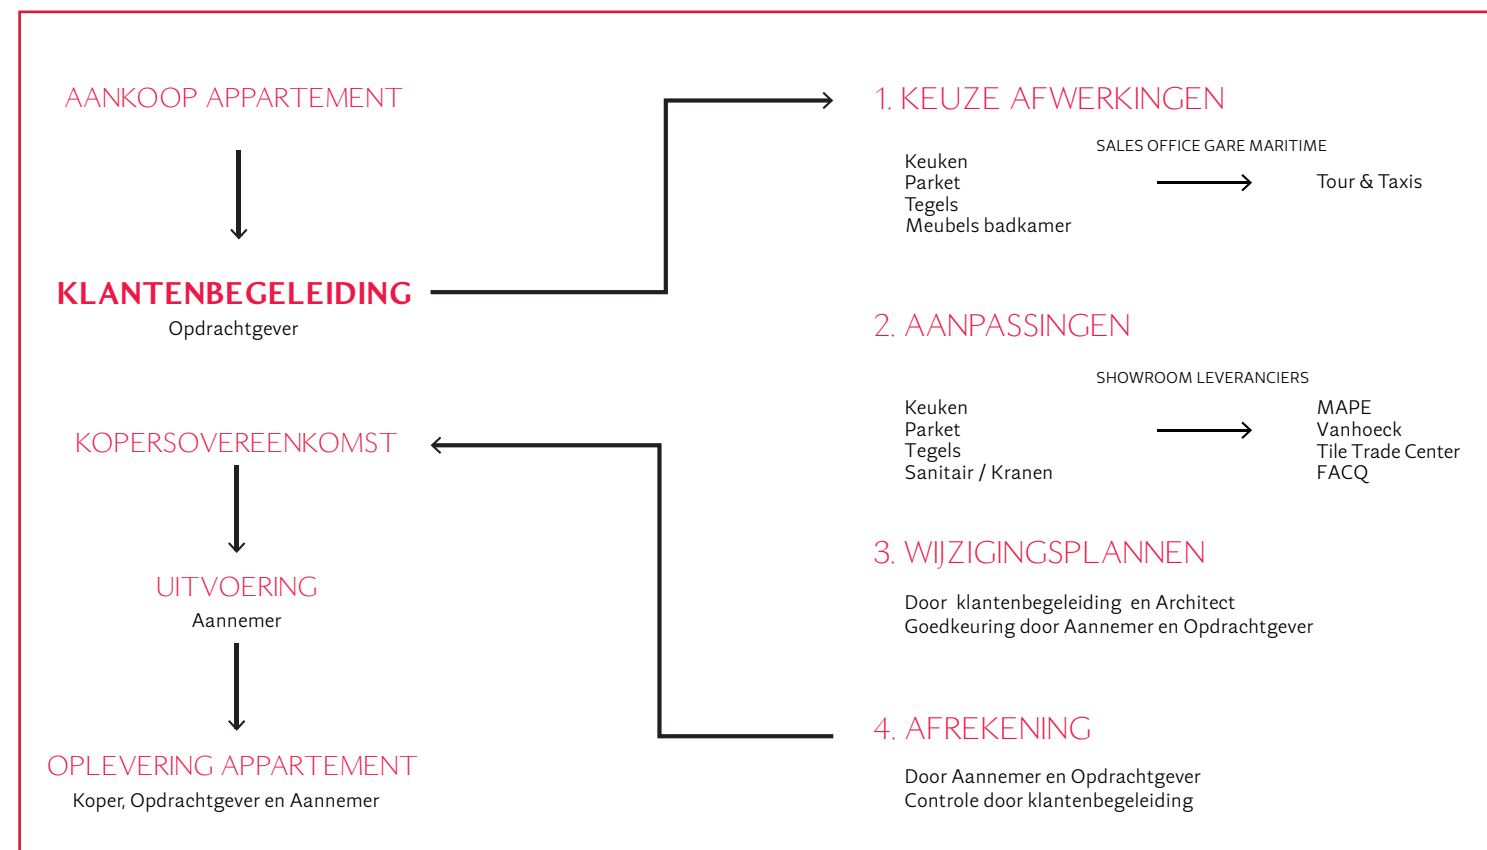 AANKOOP APPARTEMENT
KLANTENBEGELEIDING
Opdrachtgever
KOPERSOVEREENKOMST
UITVOERING
Aannemer
OPLEVERING APPARTEMENT
Koper, Opdrachtgever en Aannemer
1. KEUZE AFWERKINGEN
SALES OFFICE GARE MARITIME
Keuken
Parket
Tegels
Meubels badkamer
Tour & Taxis
2. AANPASSINGEN
SHOWROOM LEVERANCIERS
Keuken
Parket
Tegels
Sanitair / Kranen
MAPE
Vanhoeck
Tile Trade Center
FACQ
3. WIJZIGINGSPLANNEN
Door klantenbegeleiding en Architect
Goedkeuring door Aannemer en Opdrachtgever
4. AFREKENING
Door Aannemer en Opdrachtgever
Controle door klantenbegeleiding